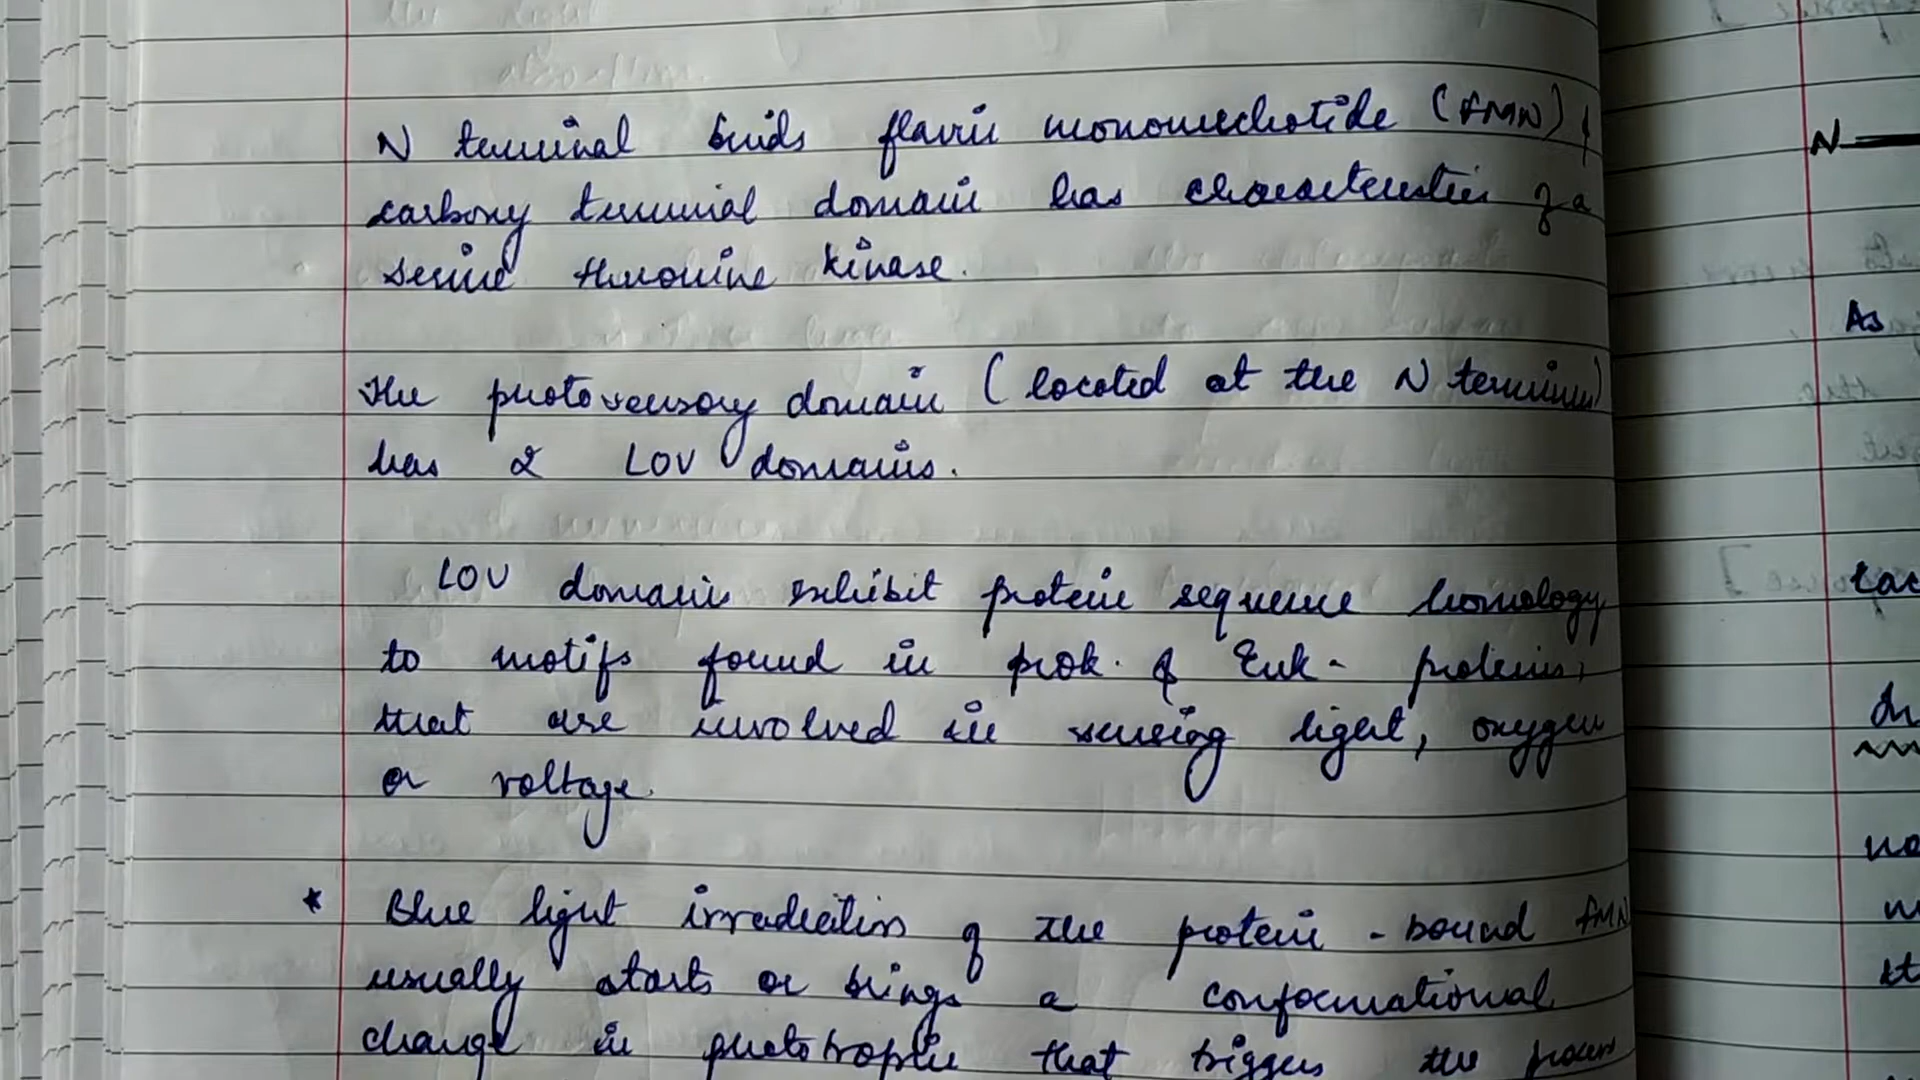 N terminal binds flavin mononucleotide (FMN) &
carboxy terminal domain has characteristics of a
serine threonine kinase.
The photosensory domain (located at the N terminus)
has 2 LOV domains.
LOV domains exhibit protein sequence homology
to motifs found in prok. & Euk. proteins,
that are involved in sensing light, oxygen
or voltage.
* Blue light irradiation of the protein - bound FMN
usually starts or brings a conformational
change in phototropin that triggers the process
N
As